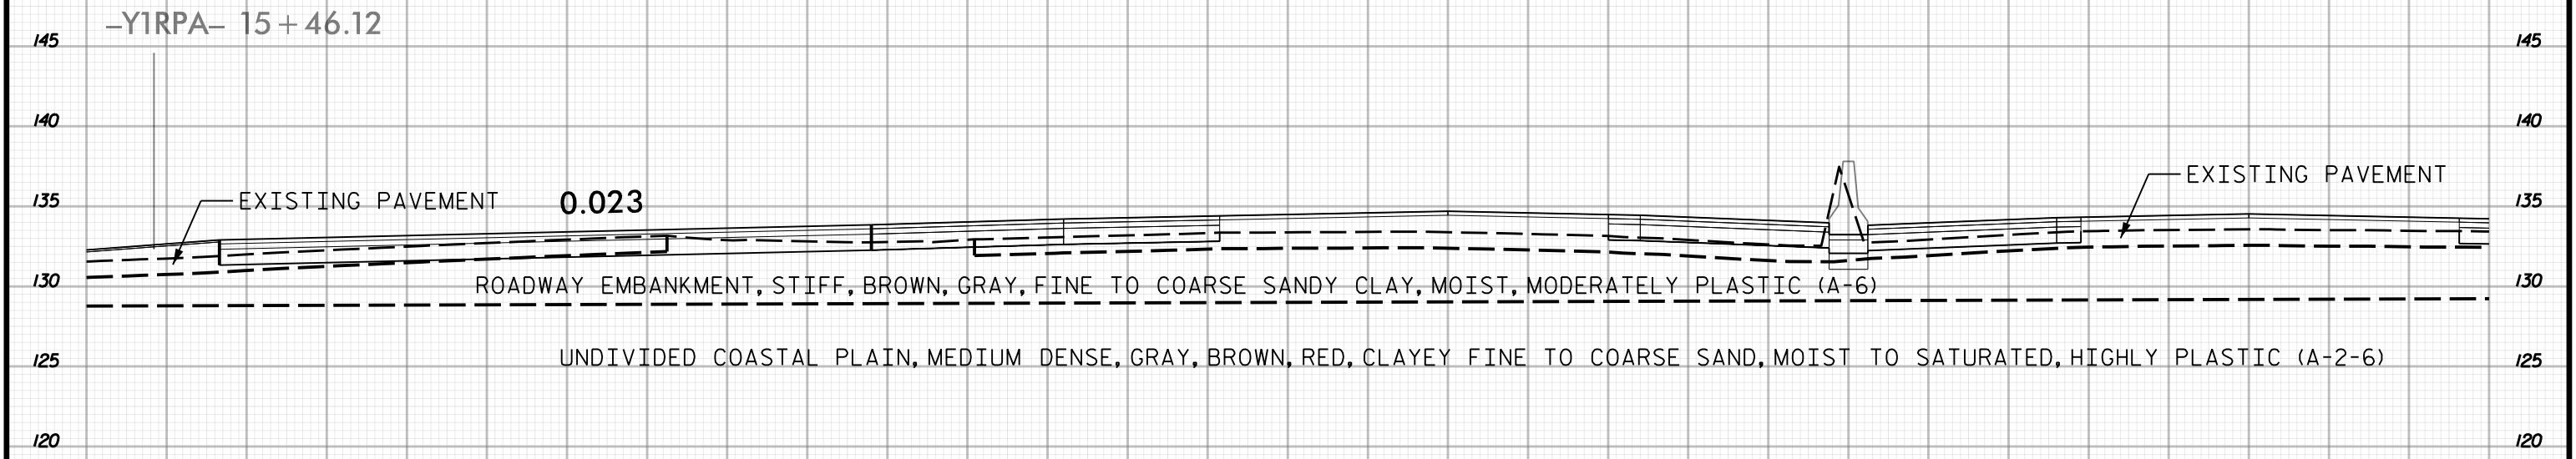 –Y1RPA– 15+46.12
145 145
140 140
EXISTING PAVEMENT
135 EXISTING PAVEMENT 0.023 135
130 ROADWAY EMBANKMENT, STIFF, BROWN, GRAY, FINE TO COARSE SANDY CLAY, MOIST, MODERATELY PLASTIC (A-6) 130
125 UNDIVIDED COASTAL PLAIN, MEDIUM DENSE, GRAY, BROWN, RED, CLAYEY FINE TO COARSE SAND, MOIST TO SATURATED, HIGHLY PLASTIC (A-2-6) 125
120 120